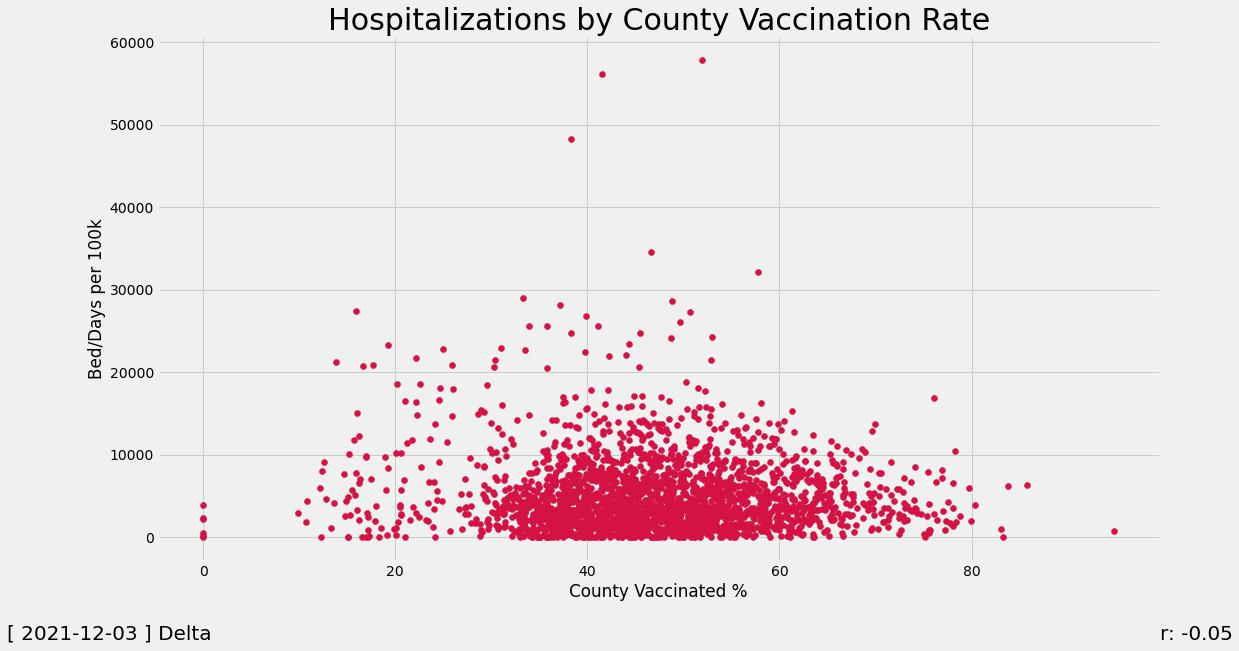 Hospitalizations by County Vaccination Rate
60000
50000
40000
30000
20000
10000
0
Bed/Days per 100k
0 20 40 60 80
County Vaccinated %
[ 2021-12-03 ] Delta
r: -0.05